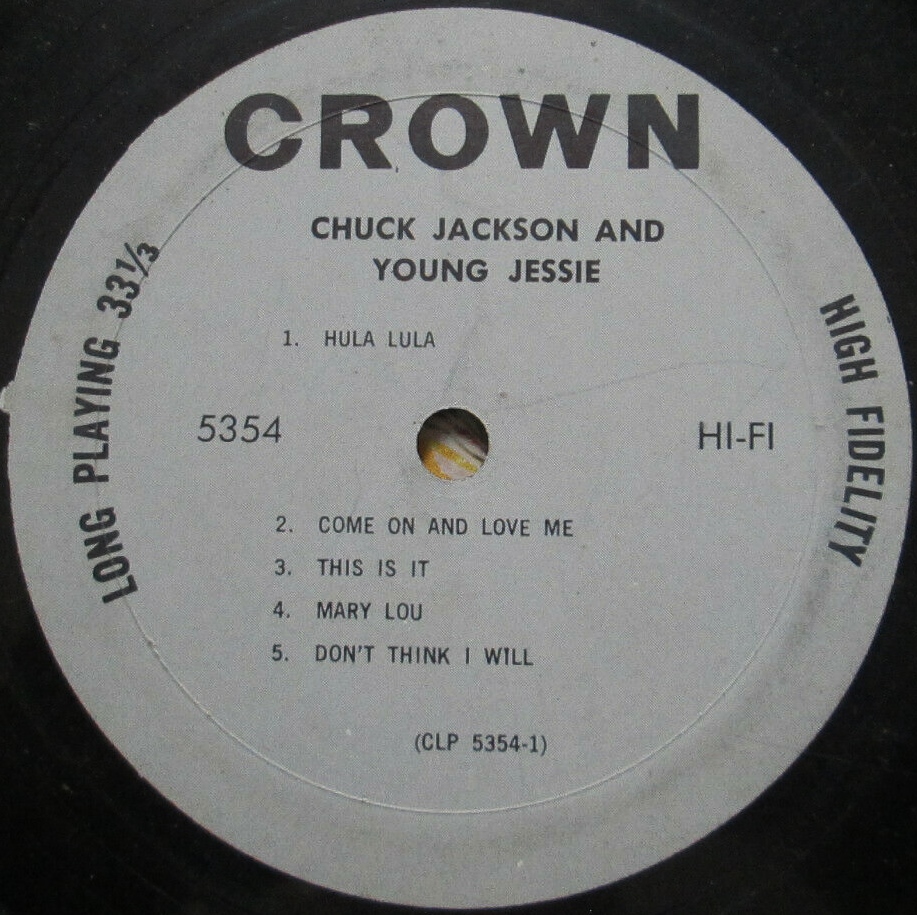 CROWN
CHUCK JACKSON AND
YOUNG JESSIE
1. HULA LULA
LONG PLAYING 33⅓
5354
HI-FI
HIGH FIDELITY
2. COME ON AND LOVE ME
3. THIS IS IT
4. MARY LOU
5. DON'T THINK I WILL
(CLP 5354-1)